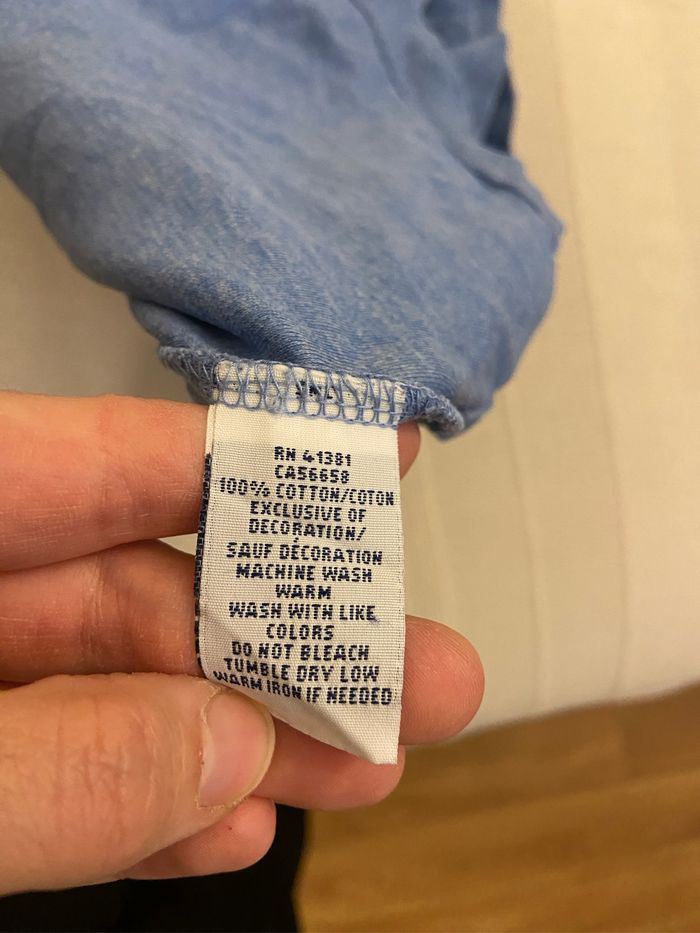 RN 41381
CA56658
100% COTTON/COTON
EXCLUSIVE OF
DECORATION/
SAUF DÉCORATION
MACHINE WASH
WARM
WASH WITH LIKE
COLORS
DO NOT BLEACH
TUMBLE DRY LOW
WARM IRON IF NEEDED